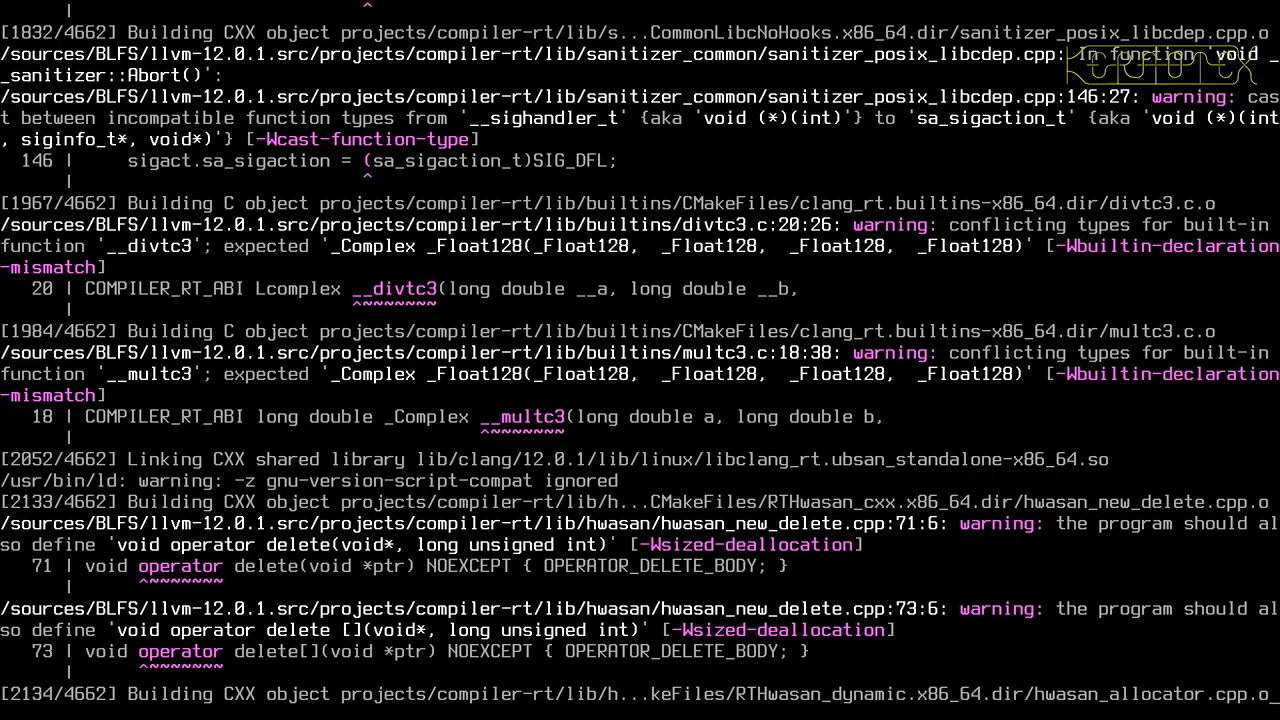 |                           ^
[1832/4662] Building CXX object projects/compiler-rt/lib/s...CommonLibcNoHooks.x86_64.dir/sanitizer_posix_libcdep.cpp.o
/sources/BLFS/llvm-12.0.1.src/projects/compiler-rt/lib/sanitizer_common/sanitizer_posix_libcdep.cpp: In function 'void _
_sanitizer::Abort()':
/sources/BLFS/llvm-12.0.1.src/projects/compiler-rt/lib/sanitizer_common/sanitizer_posix_libcdep.cpp:146:27: warning: cas
t between incompatible function types from '__sighandler_t' {aka 'void (*)(int)'} to 'sa_sigaction_t' {aka 'void (*)(int
, siginfo_t*, void*)'} [-Wcast-function-type]
  146 |     sigact.sa_sigaction = (sa_sigaction_t)SIG_DFL;
      |                           ^
[1967/4662] Building C object projects/compiler-rt/lib/builtins/CMakeFiles/clang_rt.builtins-x86_64.dir/divtc3.c.o
/sources/BLFS/llvm-12.0.1.src/projects/compiler-rt/lib/builtins/divtc3.c:20:26: warning: conflicting types for built-in
function '__divtc3'; expected '_Complex _Float128(_Float128,  _Float128,  _Float128,  _Float128)' [-Wbuiltin-declaration
-mismatch]
   20 | COMPILER_RT_ABI Lcomplex __divtc3(long double __a, long double __b,
      |                          ^~~~~~~~
[1984/4662] Building C object projects/compiler-rt/lib/builtins/CMakeFiles/clang_rt.builtins-x86_64.dir/multc3.c.o
/sources/BLFS/llvm-12.0.1.src/projects/compiler-rt/lib/builtins/multc3.c:18:38: warning: conflicting types for built-in
function '__multc3'; expected '_Complex _Float128(_Float128,  _Float128,  _Float128,  _Float128)' [-Wbuiltin-declaration
-mismatch]
   18 | COMPILER_RT_ABI long double _Complex __multc3(long double a, long double b,
      |                                      ^~~~~~~~
[2052/4662] Linking CXX shared library lib/clang/12.0.1/lib/linux/libclang_rt.ubsan_standalone-x86_64.so
/usr/bin/ld: warning: -z gnu-version-script-compat ignored
[2133/4662] Building CXX object projects/compiler-rt/lib/h...CMakeFiles/RTHwasan_cxx.x86_64.dir/hwasan_new_delete.cpp.o
/sources/BLFS/llvm-12.0.1.src/projects/compiler-rt/lib/hwasan/hwasan_new_delete.cpp:71:6: warning: the program should al
so define 'void operator delete(void*, long unsigned int)' [-Wsized-deallocation]
   71 | void operator delete(void *ptr) NOEXCEPT { OPERATOR_DELETE_BODY; }
      |      ^~~~~~~~
/sources/BLFS/llvm-12.0.1.src/projects/compiler-rt/lib/hwasan/hwasan_new_delete.cpp:73:6: warning: the program should al
so define 'void operator delete [](void*, long unsigned int)' [-Wsized-deallocation]
   73 | void operator delete[](void *ptr) NOEXCEPT { OPERATOR_DELETE_BODY; }
      |      ^~~~~~~~
[2134/4662] Building CXX object projects/compiler-rt/lib/h...keFiles/RTHwasan_dynamic.x86_64.dir/hwasan_allocator.cpp.o_